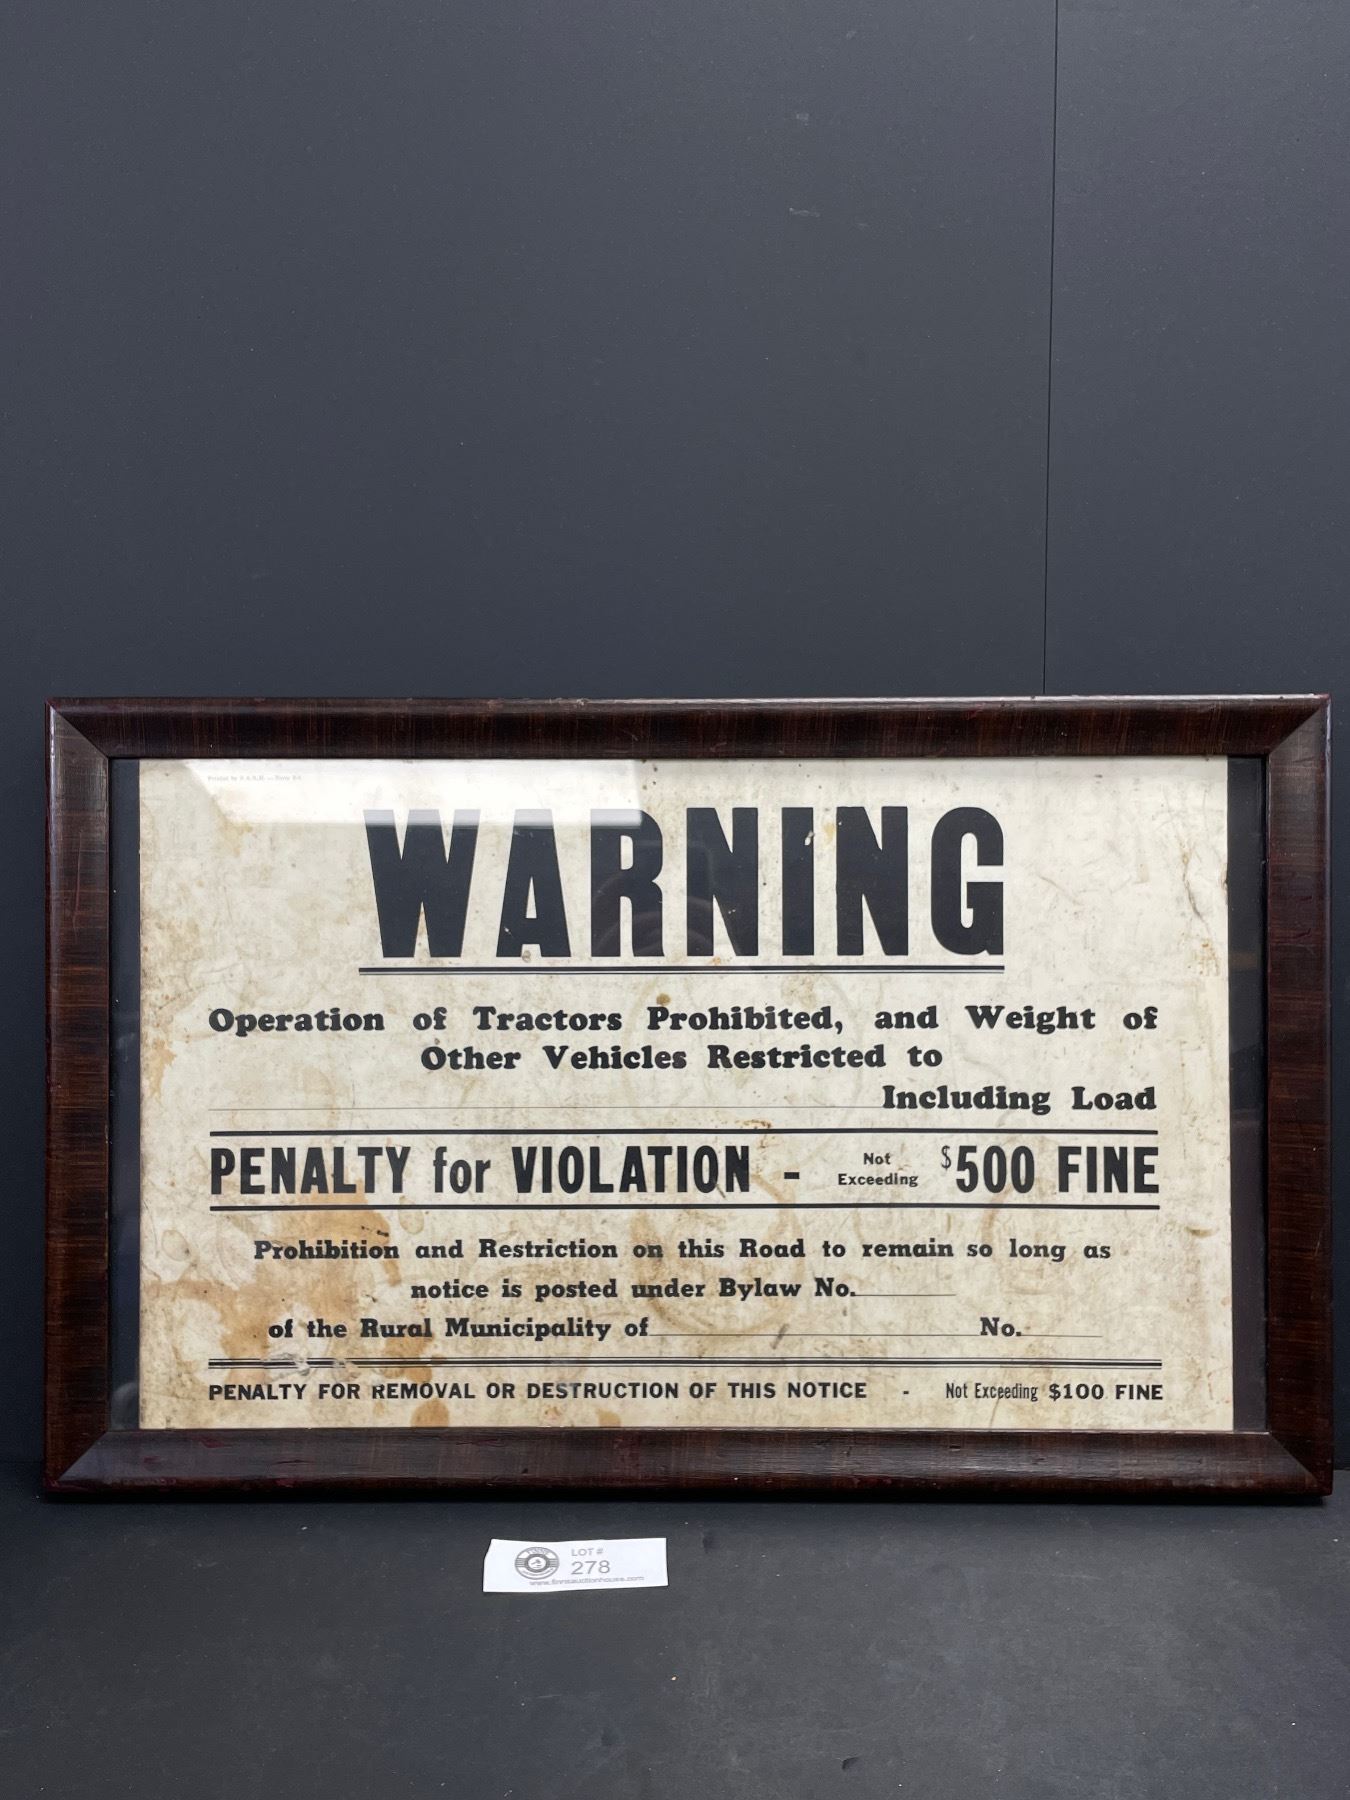 WARNING
Operation of Tractors Prohibited, and Weight of
Other Vehicles Restricted to
Including Load
PENALTY for VIOLATION - Not Exceeding $500 FINE
Prohibition and Restriction on this Road to remain so long as
notice is posted under Bylaw No.
of the Rural Municipality of No.
PENALTY FOR REMOVAL OR DESTRUCTION OF THIS NOTICE - Not Exceeding $100 FINE
LOT #
278
www.finnsauctionhouse.com